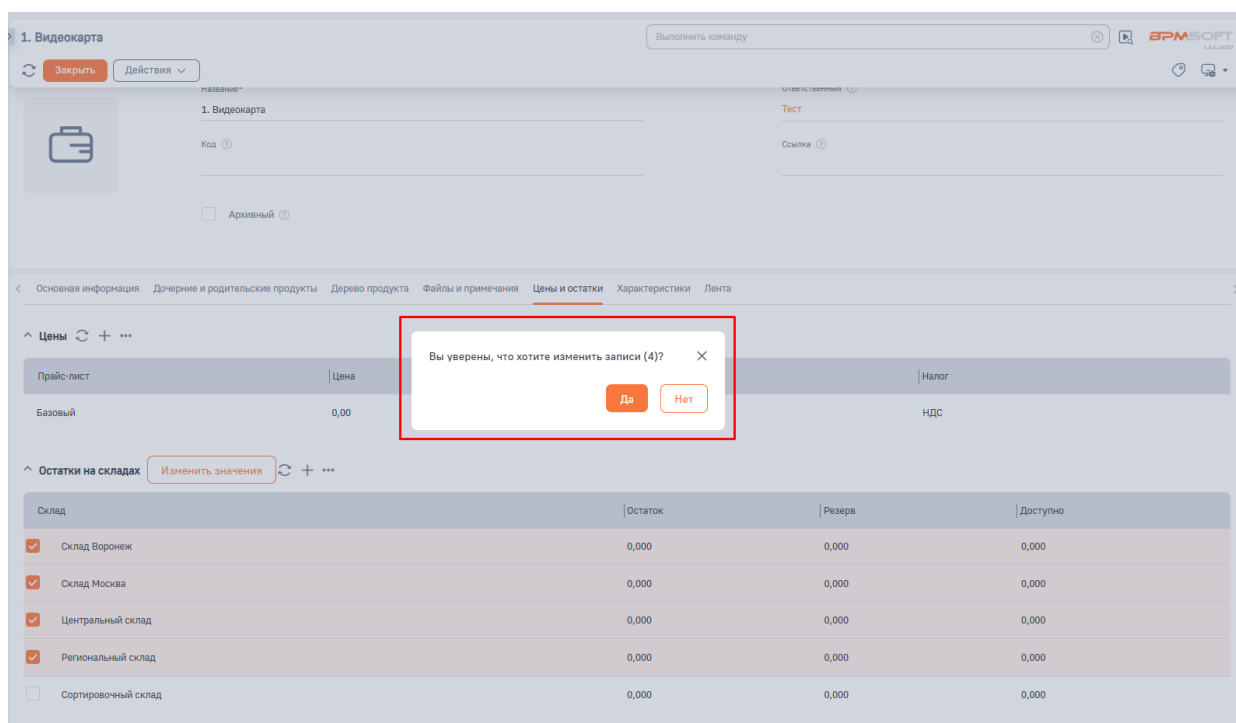 1. Видеокарта
Выполнить команду
BPMSOFT
Закрыть
Действия
Название*
Ответственный
1. Видеокарта
Тест
Код
Ссылка
Архивный
Основная информация Дочерние и родительские продукты Дерево продукта Файлы и примечания Цены и остатки Характеристики Лента
Цены
Вы уверены, что хотите изменить записи (4)?
Да Нет
Прайс-лист Цена Налог
Базовый 0,00 НДС
Остатки на складах Изменить значения
Склад Остаток Резерв Доступно
Склад Воронеж 0,000 0,000 0,000
Склад Москва 0,000 0,000 0,000
Центральный склад 0,000 0,000 0,000
Региональный склад 0,000 0,000 0,000
Сортировочный склад 0,000 0,000 0,000